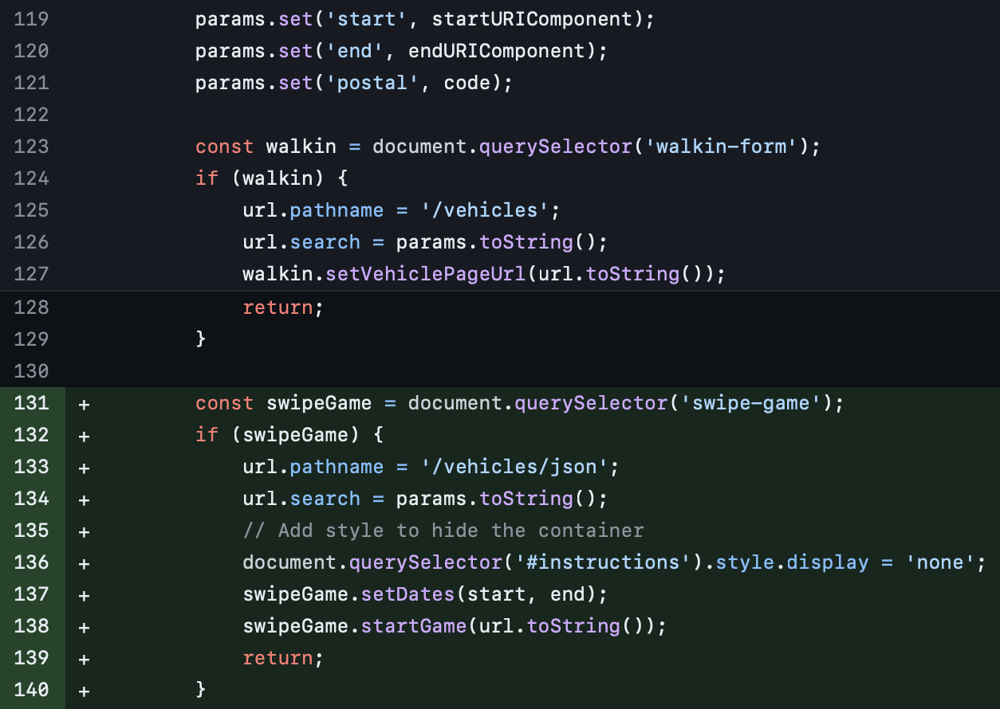 119 params.set('start', startURIComponent);
120 params.set('end', endURIComponent);
121 params.set('postal', code);
122
123 const walkin = document.querySelector('walkin-form');
124 if (walkin) {
125 url.pathname = '/vehicles';
126 url.search = params.toString();
127 walkin.setVehiclePageUrl(url.toString());
128 return;
129 }
130
131 + const swipeGame = document.querySelector('swipe-game');
132 + if (swipeGame) {
133 + url.pathname = '/vehicles/json';
134 + url.search = params.toString();
135 + // Add style to hide the container
136 + document.querySelector('#instructions').style.display = 'none';
137 + swipeGame.setDates(start, end);
138 + swipeGame.startGame(url.toString());
139 + return;
140 + }